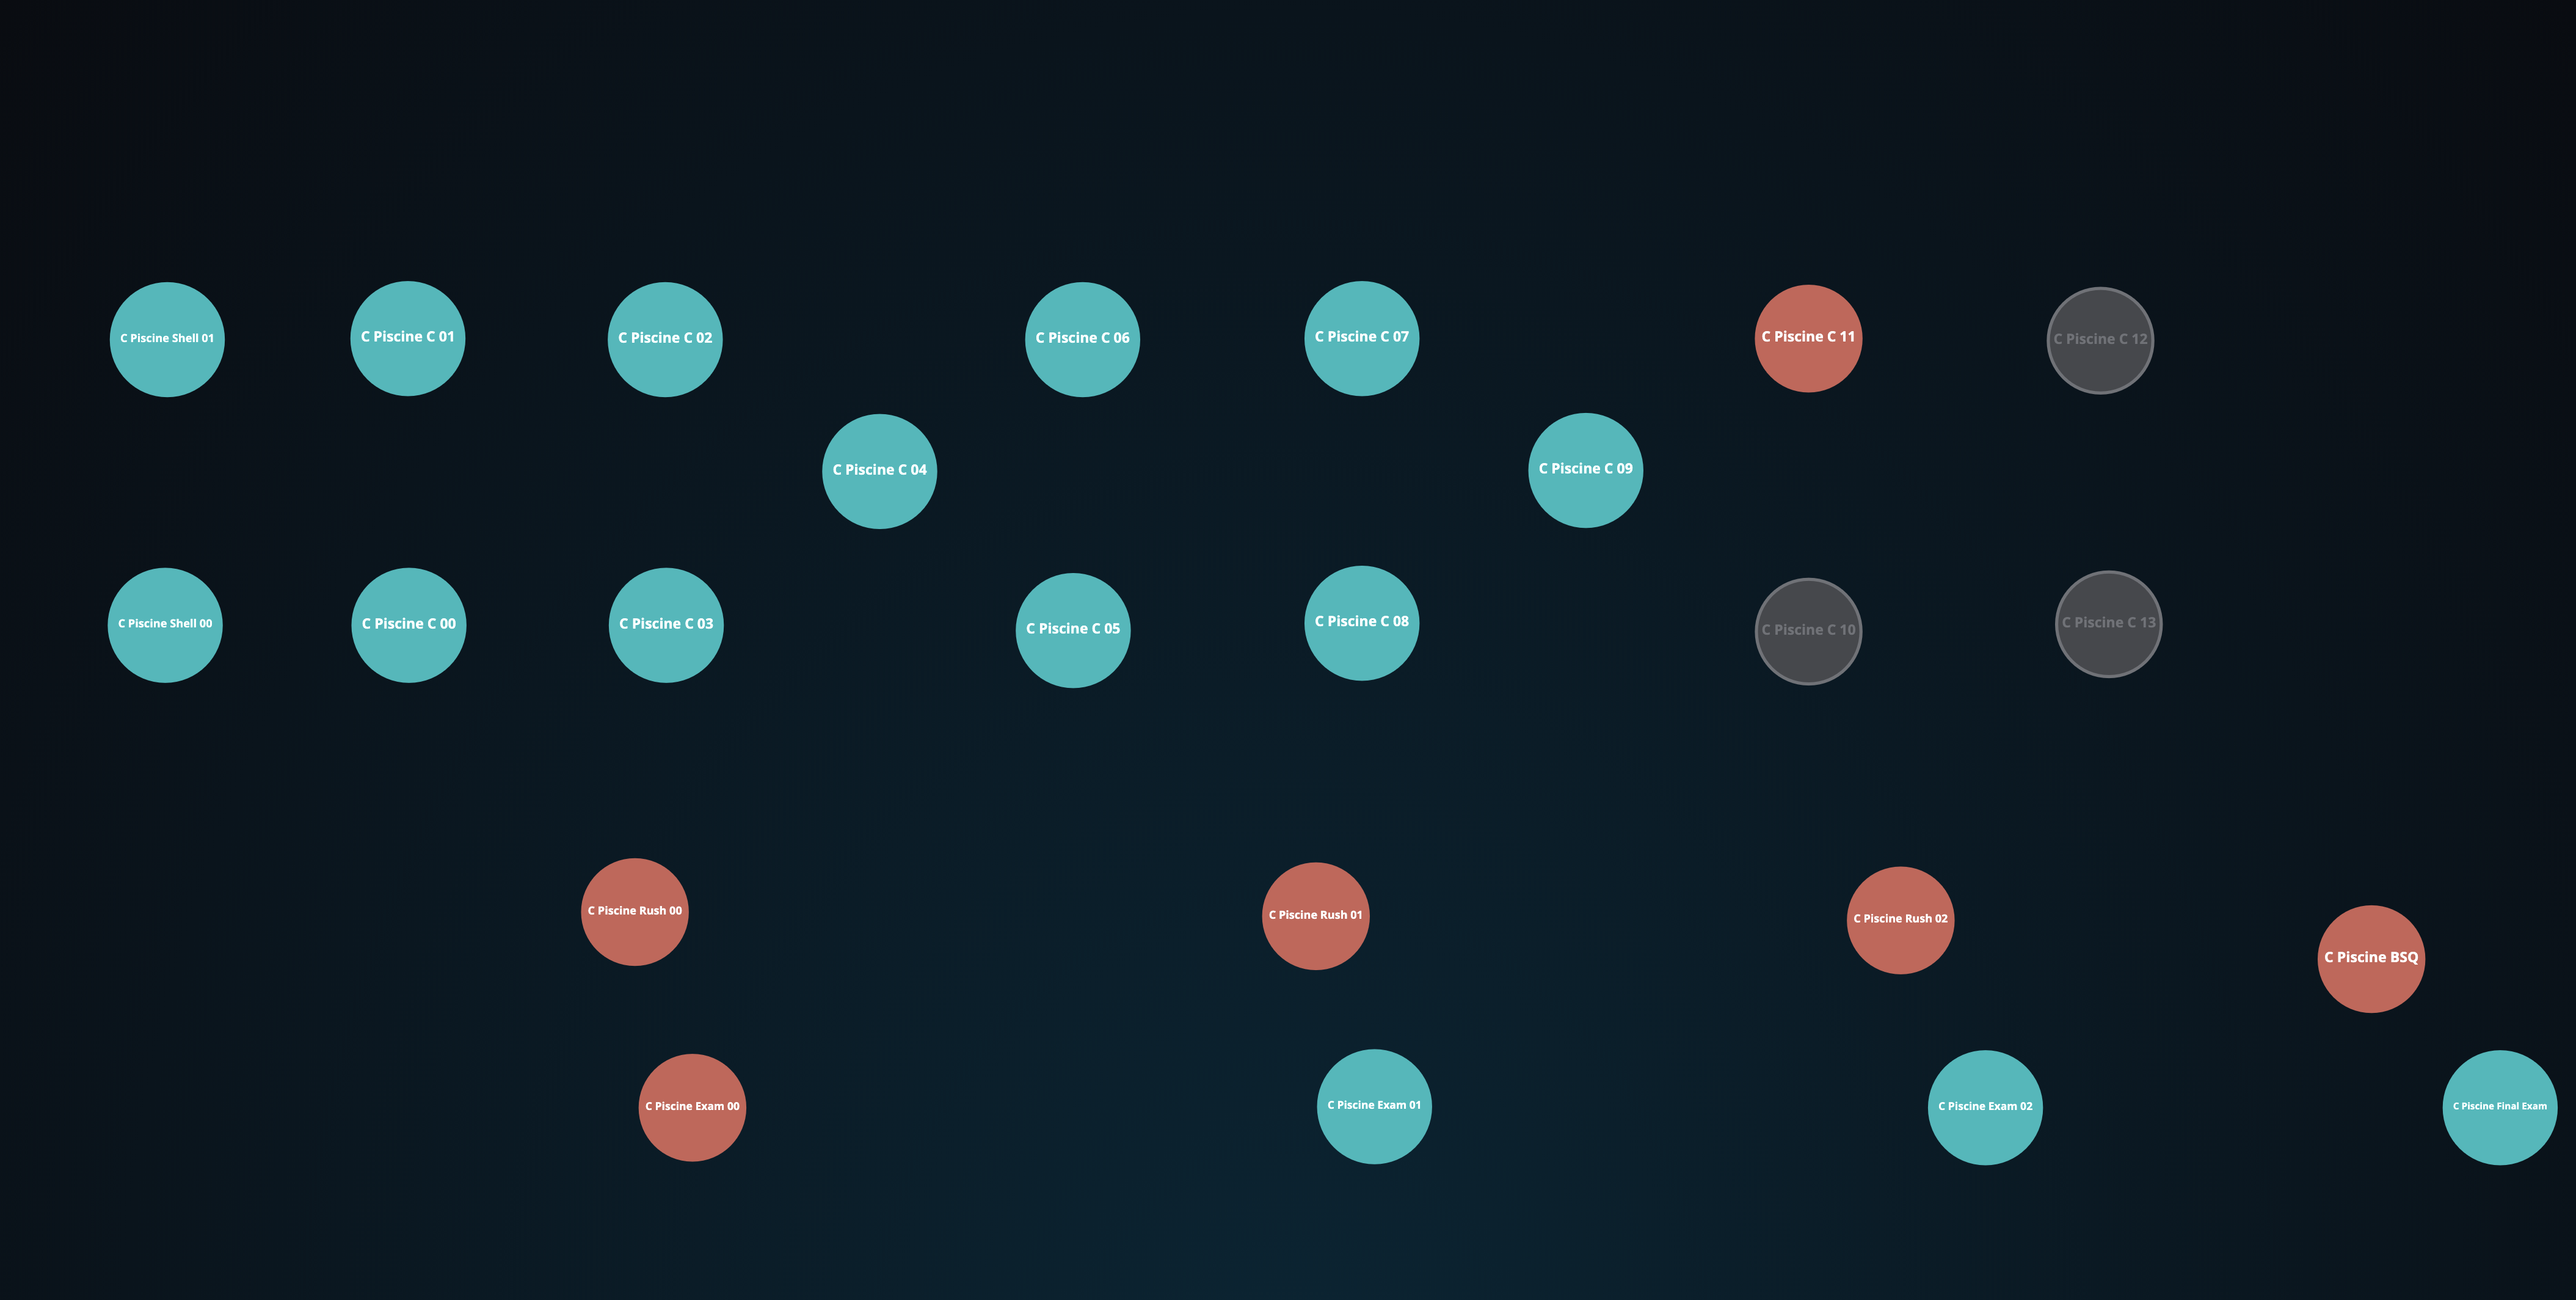 C Piscine Shell 01
C Piscine C 01
C Piscine C 02
C Piscine C 06
C Piscine C 07
C Piscine C 11
C Piscine C 12
C Piscine C 04
C Piscine C 09
C Piscine Shell 00
C Piscine C 00
C Piscine C 03
C Piscine C 05
C Piscine C 08
C Piscine C 10
C Piscine C 13
C Piscine Rush 00
C Piscine Rush 01
C Piscine Rush 02
C Piscine BSQ
C Piscine Exam 00
C Piscine Exam 01
C Piscine Exam 02
C Piscine Final Exam